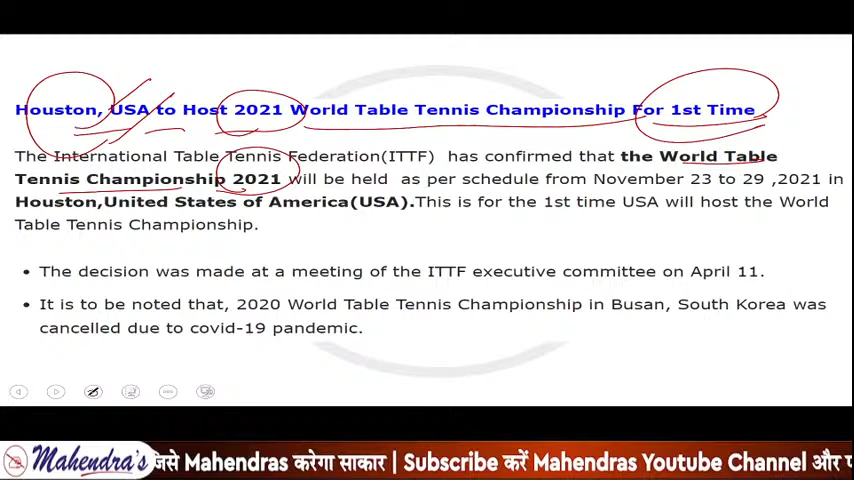 Houston, USA to Host 2021 World Table Tennis Championship For 1st Time
The International Table Tennis Federation(ITTF) has confirmed that the World Table
Tennis Championship 2021 will be held as per schedule from November 23 to 29 ,2021 in
Houston,United States of America(USA).This is for the 1st time USA will host the World
Table Tennis Championship.
• The decision was made at a meeting of the ITTF executive committee on April 11.
• It is to be noted that, 2020 World Table Tennis Championship in Busan, South Korea was
cancelled due to covid-19 pandemic.
Mahendra's जिसे Mahendras करेगा साकार | Subscribe करें Mahendras Youtube Channel और